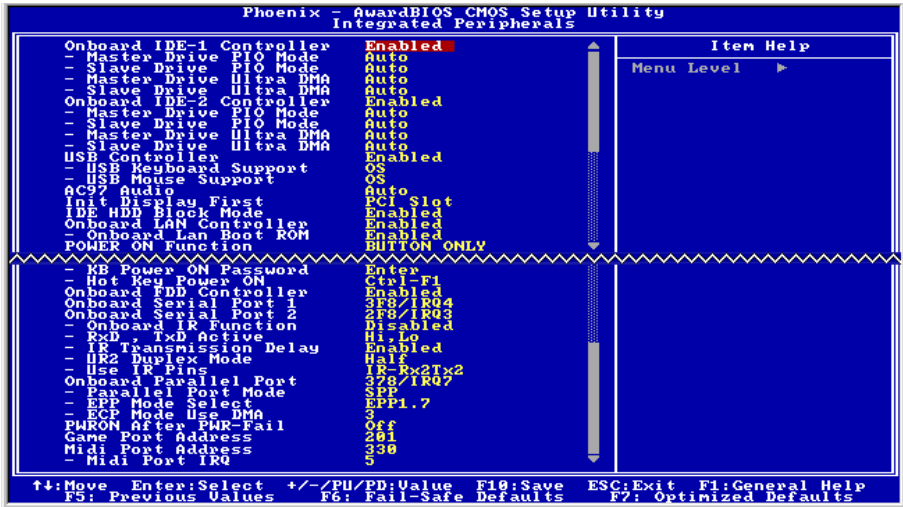 Phoenix - AwardBIOS CMOS Setup Utility
Integrated Peripherals
Onboard IDE-1 Controller Enabled
- Master Drive PIO Mode Auto
- Slave Drive PIO Mode Auto
- Master Drive Ultra DMA Auto
- Slave Drive Ultra DMA Auto
Onboard IDE-2 Controller Enabled
- Master Drive PIO Mode Auto
- Slave Drive PIO Mode Auto
- Master Drive Ultra DMA Auto
- Slave Drive Ultra DMA Auto
USB Controller Enabled
- USB Keyboard Support OS
- USB Mouse Support OS
AC97 Audio Auto
Init Display First PCI Slot
IDE HDD Block Mode Enabled
Onboard LAN Controller Enabled
- Onboard Lan Boot ROM Enabled
POWER ON Function BUTTON ONLY
- KB Power ON Password Enter
- Hot Key Power ON Ctrl-F1
Onboard FDD Controller Enabled
Onboard Serial Port 1 3F8/IRQ4
Onboard Serial Port 2 2F8/IRQ3
- Onboard IR Function Disabled
- RxD , TxD Active Hi,Lo
- IR Transmission Delay Enabled
- UR2 Duplex Mode Half
- Use IR Pins IR-Rx2Tx2
Onboard Parallel Port 378/IRQ7
- Parallel Port Mode SPP
- EPP Mode Select EPP1.7
- ECP Mode Use DMA 3
PWRON After PWR-Fail Off
Game Port Address 201
Midi Port Address 330
- Midi Port IRQ 5
Item Help
Menu Level ►
↑↓:Move Enter:Select +/-/PU/PD:Value F10:Save ESC:Exit F1:General Help
F5: Previous Values F6: Fail-Safe Defaults F7: Optimized Defaults